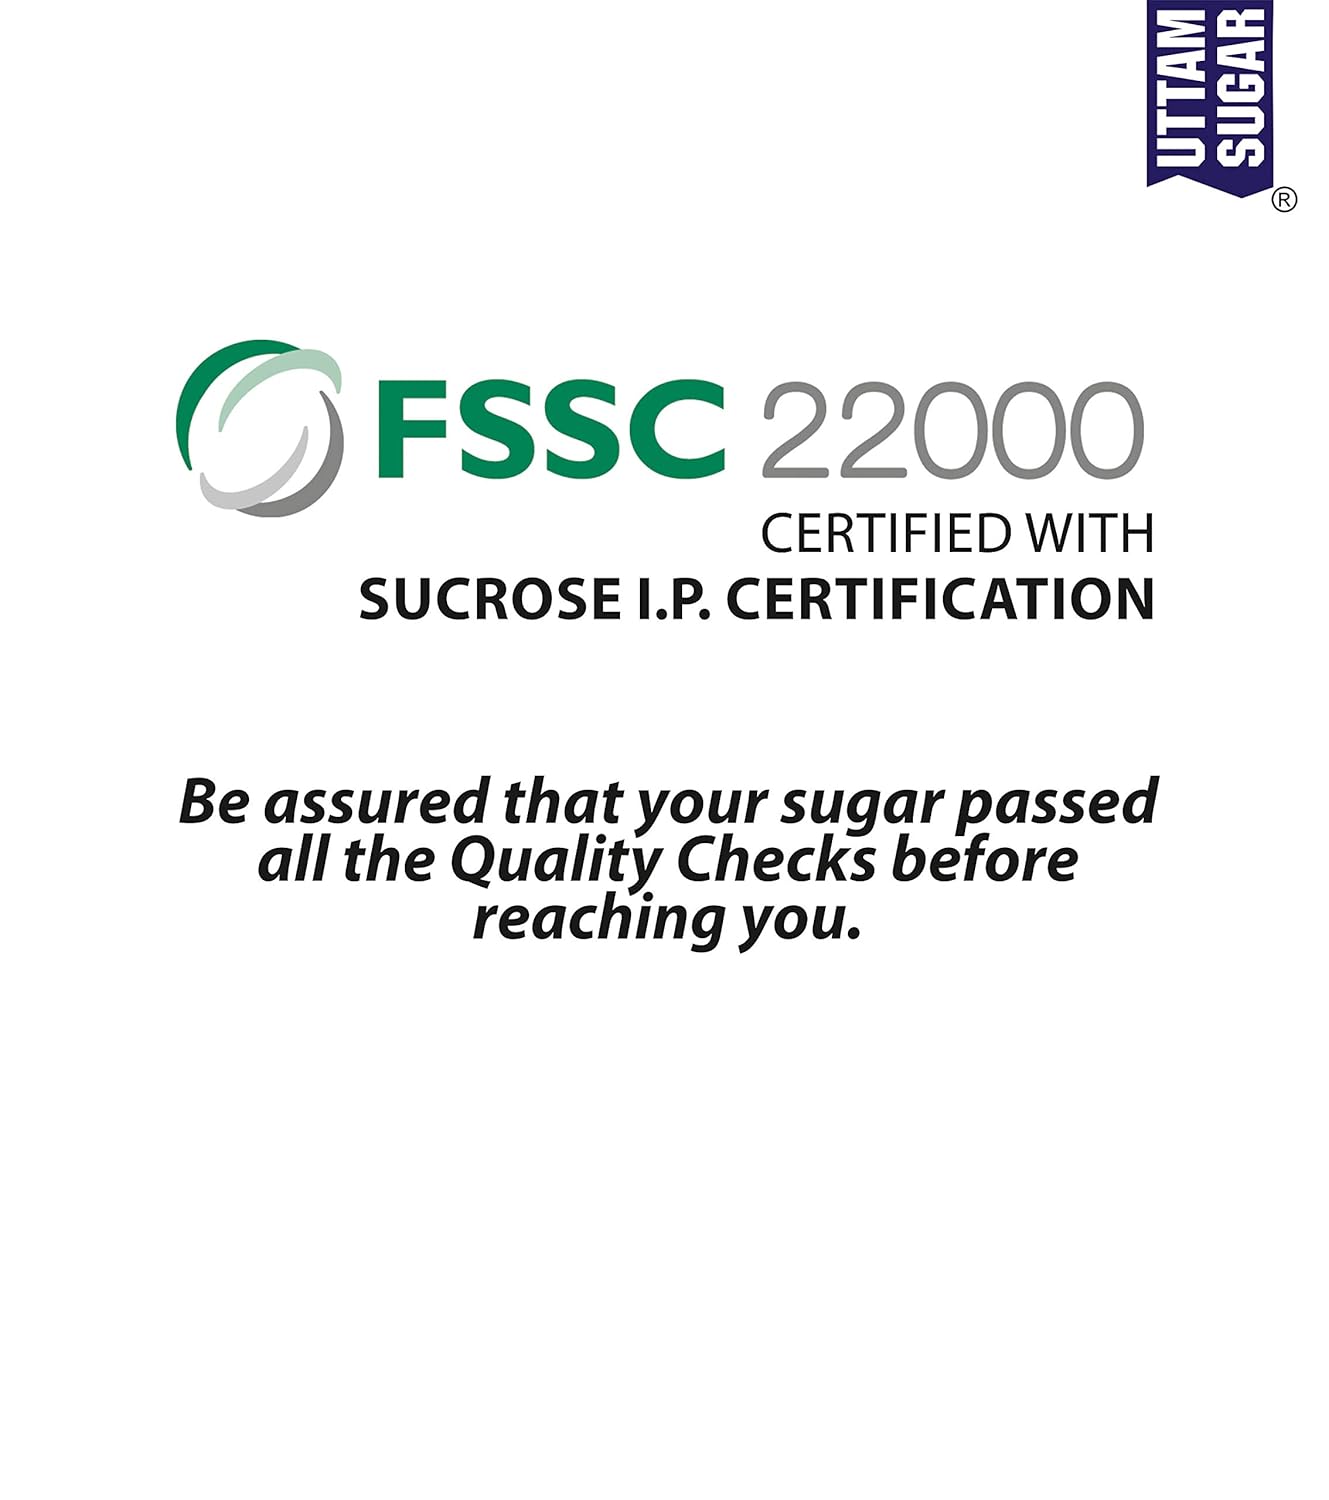 UTTAM
SUGAR
®
FSSC 22000
CERTIFIED WITH
SUCROSE I.P. CERTIFICATION
Be assured that your sugar passed
all the Quality Checks before
reaching you.